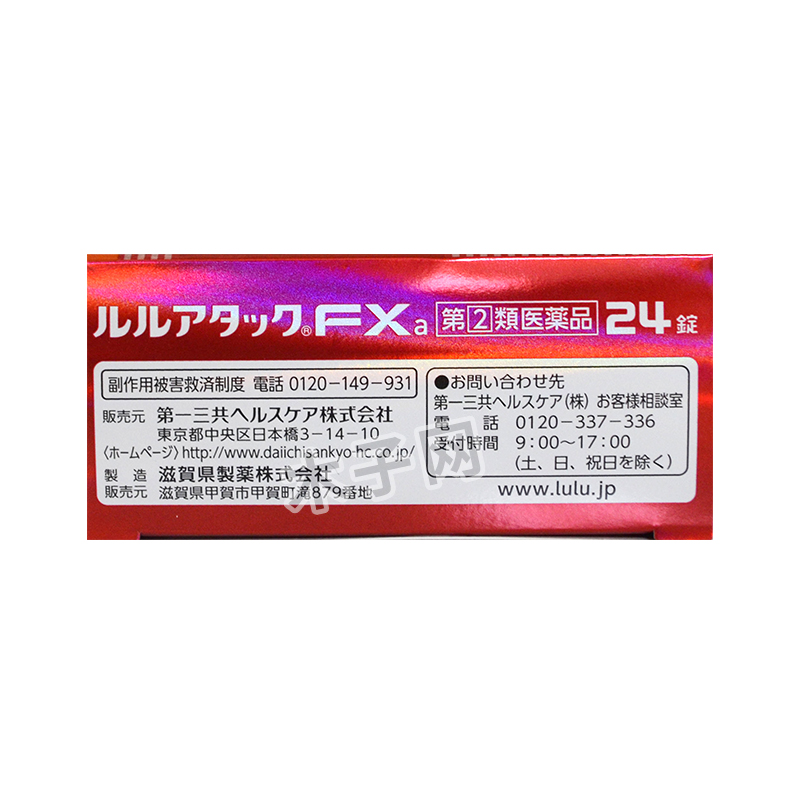 ルルアタック®FXa 指②類医薬品 24錠
副作用被害救済制度 電話 0120-149-931
販売元 第一三共ヘルスケア株式会社
東京都中央区日本橋3-14-10
〈ホームページ〉http://www.daiichisankyo-hc.co.jp/
製造 滋賀県製薬株式会社
販売元 滋賀県甲賀市甲賀町滝879番地
●お問い合わせ先
第一三共ヘルスケア(株) お客様相談室
電話 0120-337-336
受付時間 9:00〜17:00
(土、日、祝日を除く)
www.lulu.jp
木子网